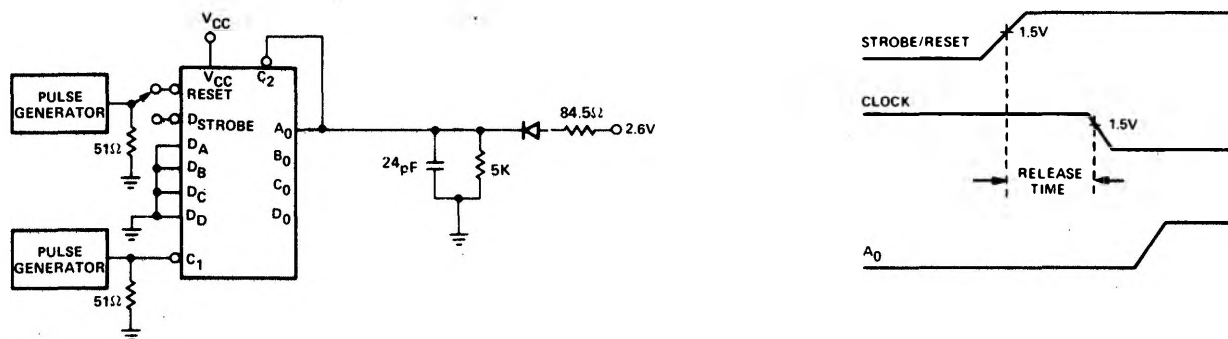 VCC
PULSE GENERATOR
51Ω
VCC
C2
RESET
DSTROBE
DA
DB
DC
DD
A0
B0
C0
D0
24pF
5K
84.5Ω
2.6V
PULSE GENERATOR
51Ω
C1
STROBE/RESET
1.5V
CLOCK
1.5V
RELEASE TIME
A0